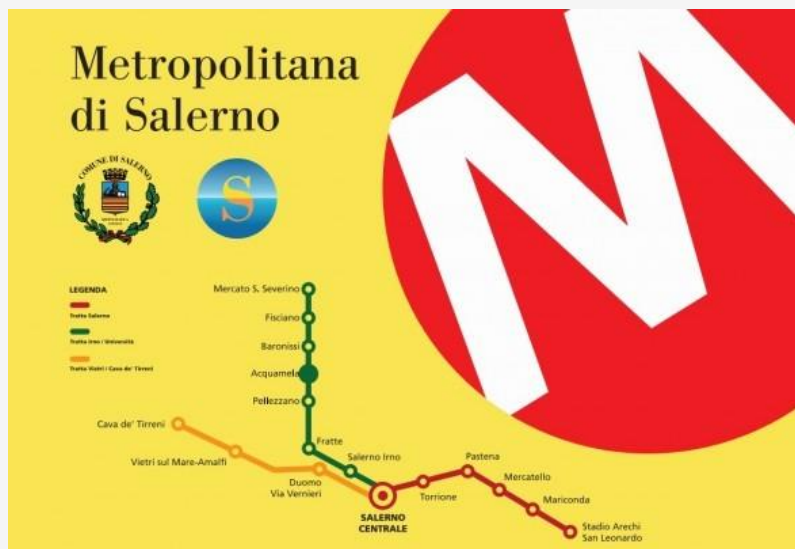 Metropolitana
di Salerno
COMUNE DI SALERNO
S
M
LEGENDA
Tratta Salerno
Tratta Irno / Università
Tratta Vietri / Cava de' Tirreni
Mercato S. Severino
Fisciano
Baronissi
Acquamela
Pellezzano
Cava de' Tirreni
Fratte
Vietri sul Mare-Amalfi
Salerno Irno
Duomo
Via Vernieri
Pastena
Mercatello
Torrione
Mariconda
SALERNO
CENTRALE
Stadio Arechi
San Leonardo